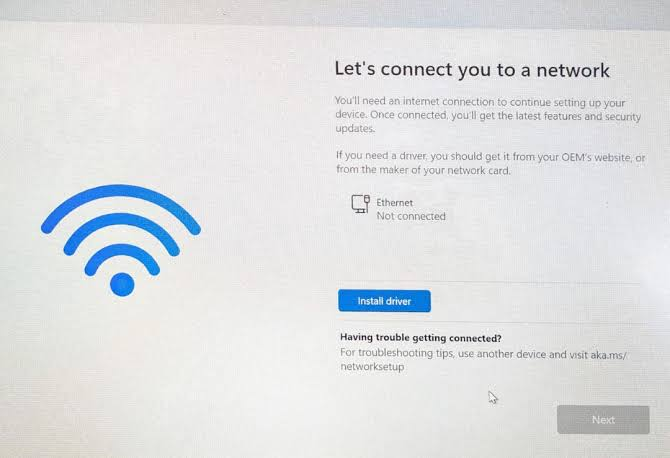 Let's connect you to a network
You'll need an internet connection to continue setting up your
device. Once connected, you'll get the latest features and security
updates.
If you need a driver, you should get it from your OEM's website, or
from the maker of your network card.
Ethernet
Not connected
Install driver
Having trouble getting connected?
For troubleshooting tips, use another device and visit aka.ms/
networksetup
Next